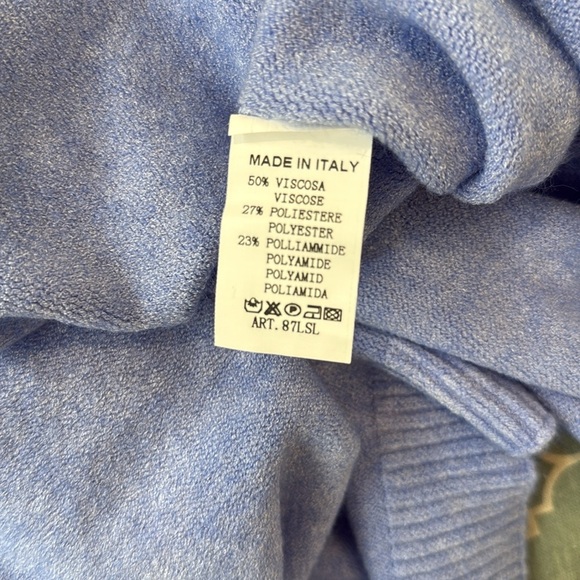 MADE IN ITALY
50% VISCOSA
VISCOSE
27% POLIESTERE
POLYESTER
23% POLLIAMMIDE
POLYAMIDE
POLYAMID
POLIAMIDA
ART. 87LSL